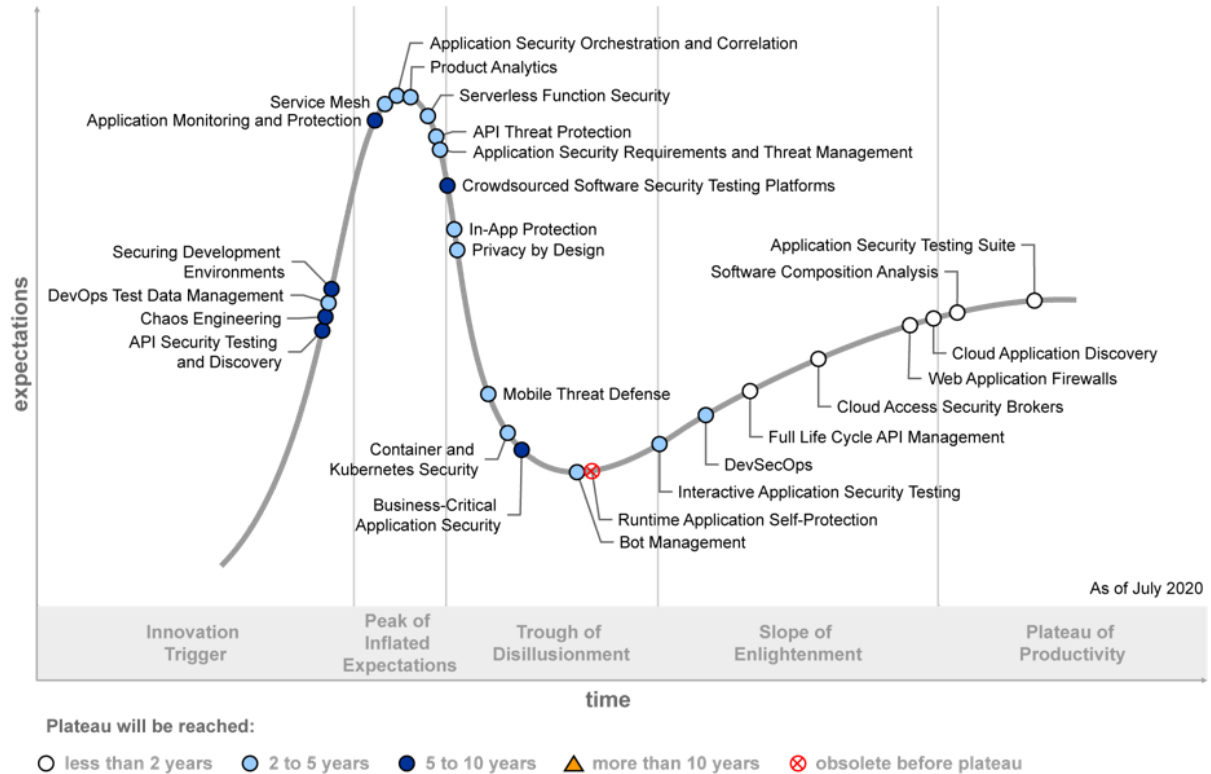 Application Security Orchestration and Correlation
Product Analytics
Service Mesh
Serverless Function Security
Application Monitoring and Protection
API Threat Protection
Application Security Requirements and Threat Management
Crowdsourced Software Security Testing Platforms
In-App Protection
Privacy by Design
Securing Development
Environments
DevOps Test Data Management
Chaos Engineering
API Security Testing
and Discovery
Application Security Testing Suite
Software Composition Analysis
Cloud Application Discovery
Web Application Firewalls
Cloud Access Security Brokers
Full Life Cycle API Management
DevSecOps
Interactive Application Security Testing
Mobile Threat Defense
Container and
Kubernetes Security
Business-Critical
Application Security
Runtime Application Self-Protection
Bot Management
expectations
As of July 2020
Innovation
Trigger
Peak of
Inflated
Expectations
Trough of
Disillusionment
Slope of
Enlightenment
Plateau of
Productivity
time
Plateau will be reached:
less than 2 years
2 to 5 years
5 to 10 years
more than 10 years
obsolete before plateau